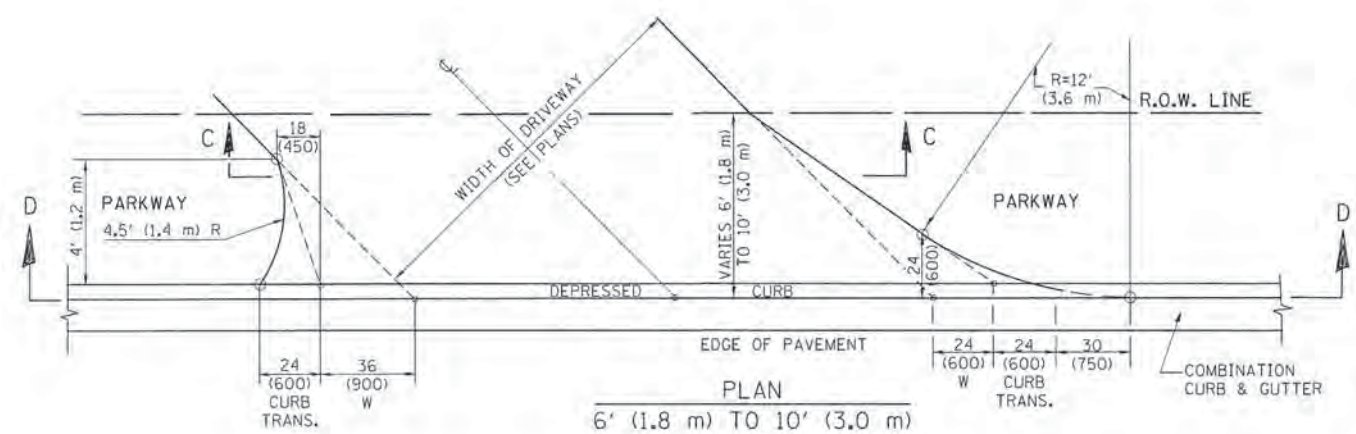 R=12'
(3.6 m)
R.O.W. LINE
C
18
(450)
WIDTH OF DRIVEWAY
(SEE PLANS)
C
VARIES 6' (1.8 m)
TO 10' (3.0 m)
D
4' (1.2 m)
PARKWAY
4.5' (1.4 m) R
PARKWAY
D
24
(600)
DEPRESSED CURB
EDGE OF PAVEMENT
24
(600)
CURB
TRANS.
36
(900)
W
24
(600)
W
24
(600)
CURB
TRANS.
30
(750)
COMBINATION
CURB & GUTTER
PLAN
6' (1.8 m) TO 10' (3.0 m)